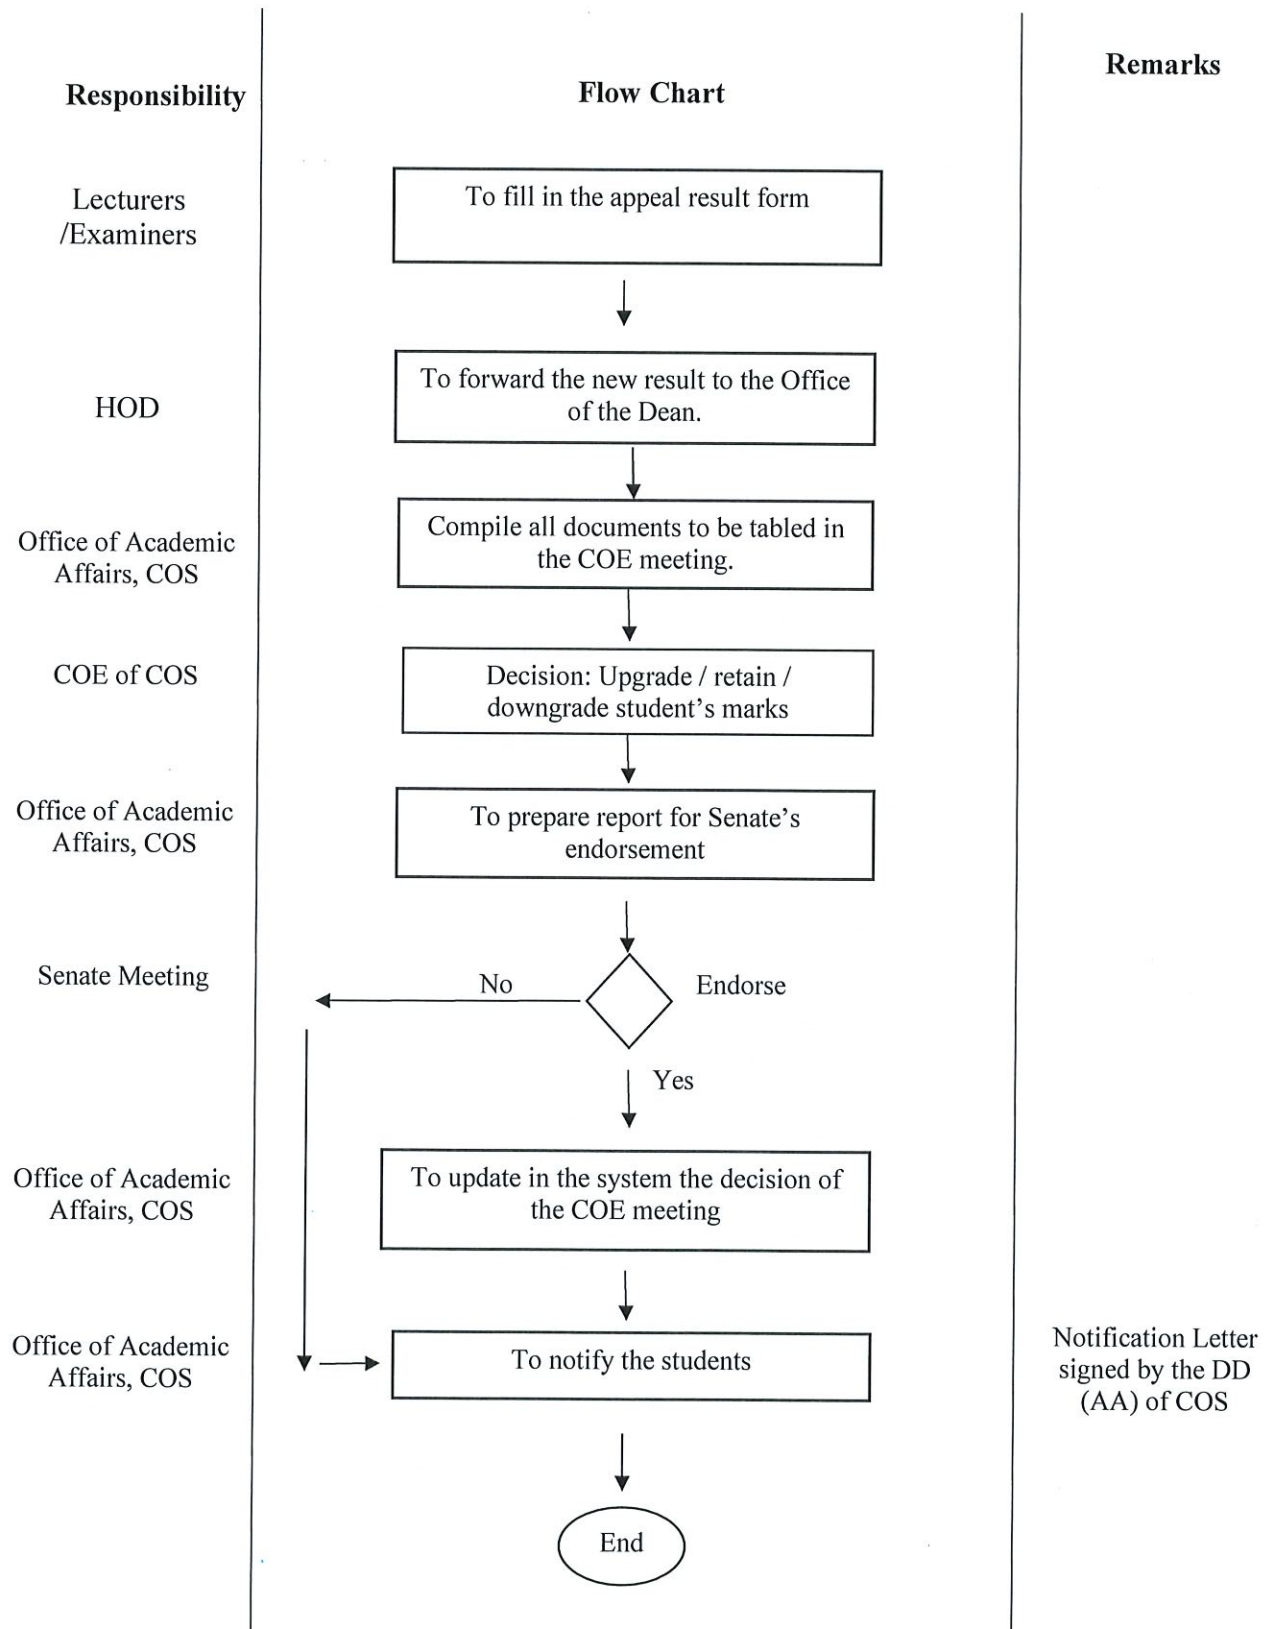 Responsibility
Flow Chart
Remarks
Lecturers
/Examiners
To fill in the appeal result form
HOD
To forward the new result to the Office
of the Dean.
Office of Academic
Affairs, COS
Compile all documents to be tabled in
the COE meeting.
COE of COS
Decision: Upgrade / retain /
downgrade student’s marks
Office of Academic
Affairs, COS
To prepare report for Senate’s
endorsement
Senate Meeting
No
Endorse
Yes
Office of Academic
Affairs, COS
To update in the system the decision of
the COE meeting
Office of Academic
Affairs, COS
To notify the students
Notification Letter
signed by the DD
(AA) of COS
End